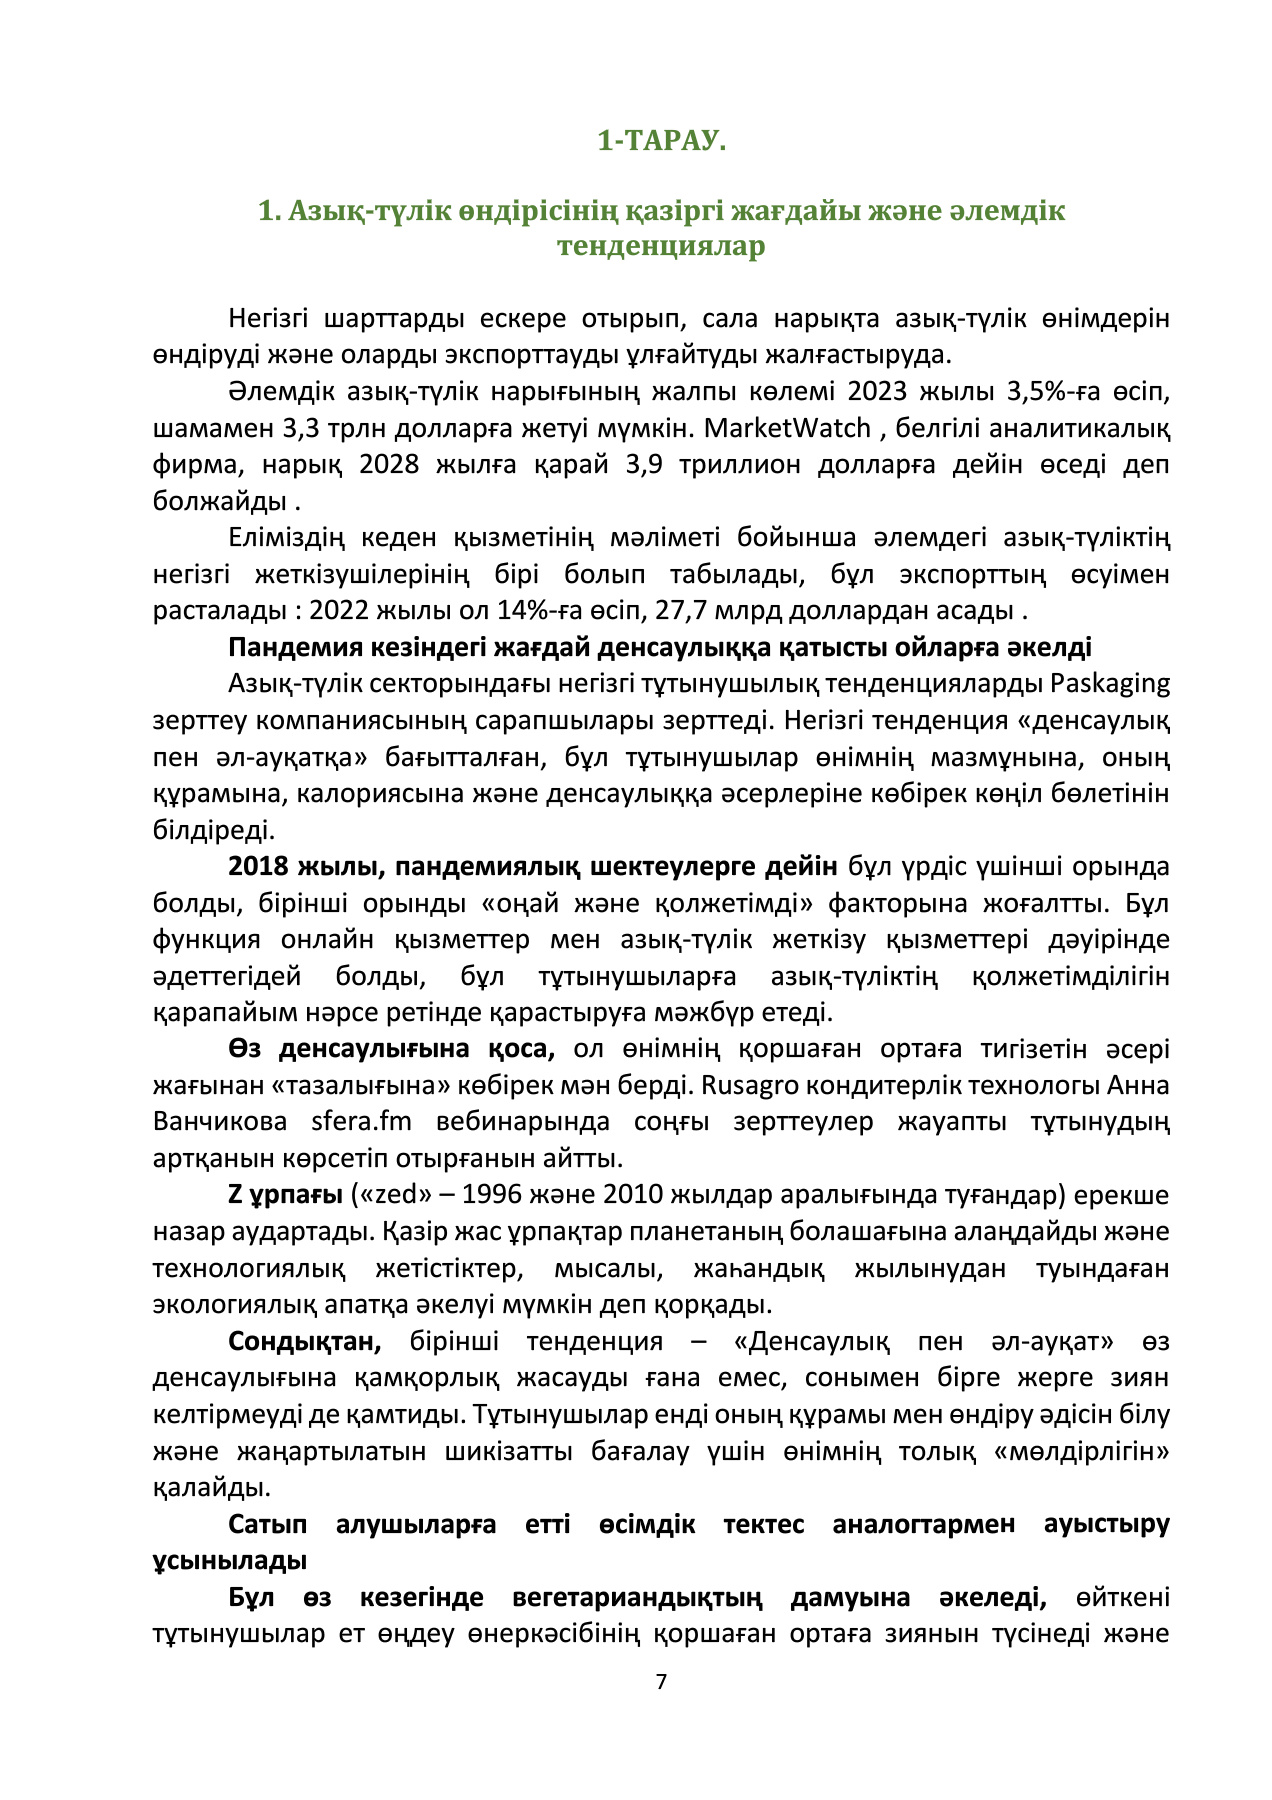 1-ТАРАУ.
1. Азық-түлік өндірісінің қазіргі жағдайы және әлемдік
тенденциялар
Негізгі шарттарды ескере отырып, сала нарықта азық-түлік өнімдерін
өндіруді және оларды экспорттауды ұлғайтуды жалғастыруда.
Әлемдік азық-түлік нарығының жалпы көлемі 2023 жылы 3,5%-ға өсіп,
шамамен 3,3 трлн долларға жетуі мүмкін. MarketWatch , белгілі аналитикалық
фирма, нарық 2028 жылға қарай 3,9 триллион долларға дейін өседі деп
болжайды .
Еліміздің кеден қызметінің мәліметі бойынша әлемдегі азық-түліктің
негізгі жеткізушілерінің бірі болып табылады, бұл экспорттың өсуімен
расталады : 2022 жылы ол 14%-ға өсіп, 27,7 млрд доллардан асады .
Пандемия кезіндегі жағдай денсаулыққа қатысты ойларға әкелді
Азық-түлік секторындағы негізгі тұтынушылық тенденцияларды Paskaging
зерттеу компаниясының сарапшылары зерттеді. Негізгі тенденция «денсаулық
пен әл-ауқатқа» бағытталған, бұл тұтынушылар өнімнің мазмұнына, оның
құрамына, калориясына және денсаулыққа әсерлеріне көбірек көңіл бөлетінін
білдіреді.
2018 жылы, пандемиялық шектеулерге дейін бұл үрдіс үшінші орында
болды, бірінші орынды «оңай және қолжетімді» факторына жоғалтты. Бұл
функция онлайн қызметтер мен азық-түлік жеткізу қызметтері дәуірінде
әдеттегідей болды, бұл тұтынушыларға азық-түліктің қолжетімділігін
қарапайым нәрсе ретінде қарастыруға мәжбүр етеді.
Өз денсаулығына қоса, ол өнімнің қоршаған ортаға тигізетін әсері
жағынан «тазалығына» көбірек мән берді. Rusagro кондитерлік технологы Анна
Ванчикова sfera.fm вебинарында соңғы зерттеулер жауапты тұтынудың
артқанын көрсетіп отырғанын айтты.
Z ұрпағы («zed» – 1996 және 2010 жылдар аралығында туғандар) ерекше
назар аудартады. Қазір жас ұрпақтар планетаның болашағына алаңдайды және
технологиялық жетістіктер, мысалы, жаһандық жылынудан туындаған
экологиялық апатқа әкелуі мүмкін деп қорқады.
Сондықтан, бірінші тенденция – «Денсаулық пен әл-ауқат» өз
денсаулығына қамқорлық жасауды ғана емес, сонымен бірге жерге зиян
келтірмеуді де қамтиды. Тұтынушылар енді оның құрамы мен өндіру әдісін білу
және жаңартылатын шикізатты бағалау үшін өнімнің толық «мөлдірлігін»
қалайды.
Сатып алушыларға етті өсімдік тектес аналогтармен ауыстыру
ұсынылады
Бұл өз кезегінде вегетариандықтың дамуына әкеледі, өйткені
тұтынушылар ет өңдеу өнеркәсібінің қоршаған ортаға зиянын түсінеді және
7